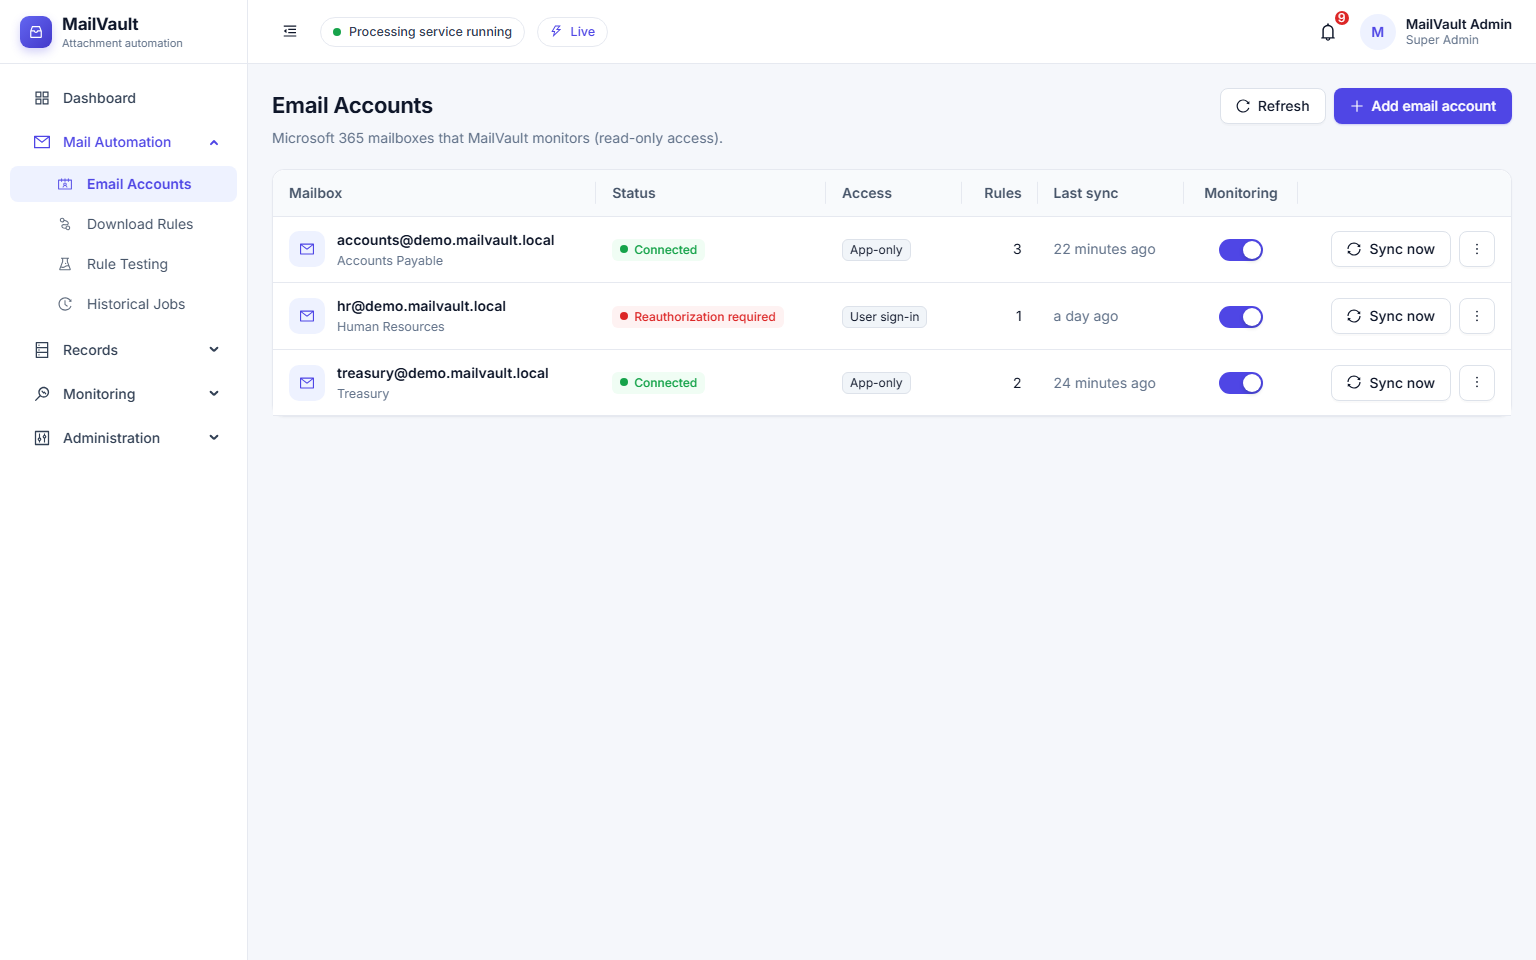 MailVault
Attachment automation
Processing service running
Live
9
M
MailVault Admin
Super Admin
Dashboard
Mail Automation
Email Accounts
Download Rules
Rule Testing
Historical Jobs
Records
Monitoring
Administration
Email Accounts
Microsoft 365 mailboxes that MailVault monitors (read-only access).
Refresh
Add email account
Mailbox Status Access Rules Last sync Monitoring
accounts@demo.mailvault.local
Accounts Payable
Connected App-only 3 22 minutes ago Sync now
hr@demo.mailvault.local
Human Resources
Reauthorization required User sign-in 1 a day ago Sync now
treasury@demo.mailvault.local
Treasury
Connected App-only 2 24 minutes ago Sync now